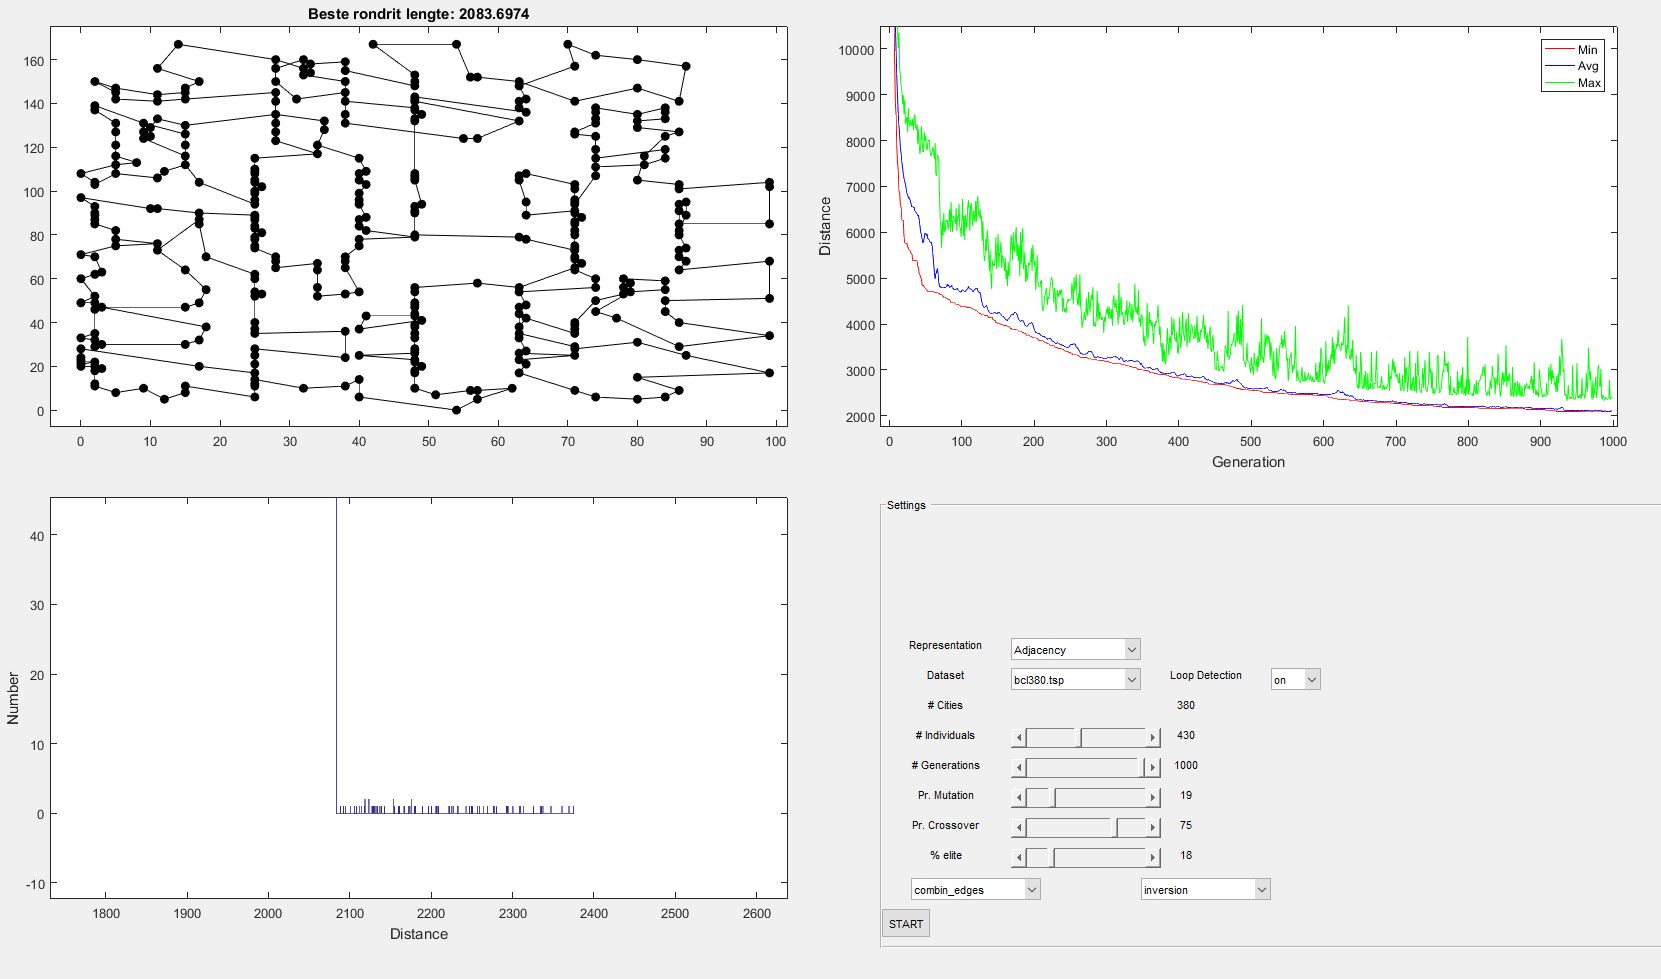 Beste rondrit lengte: 2083.6974
160
140
120
100
80
60
40
20
0
0 10 20 30 40 50 60 70 80 90 100
10000
9000
8000
7000
6000
5000
4000
3000
2000
Distance
Min
Avg
Max
0 100 200 300 400 500 600 700 800 900 1000
Generation
40
30
20
10
0
-10
Number
1800 1900 2000 2100 2200 2300 2400 2500 2600
Distance
Settings
Representation Adjacency
Dataset bcl380.tsp Loop Detection on
# Cities 380
# Individuals 430
# Generations 1000
Pr. Mutation 19
Pr. Crossover 75
% elite 18
combin_edges inversion
START